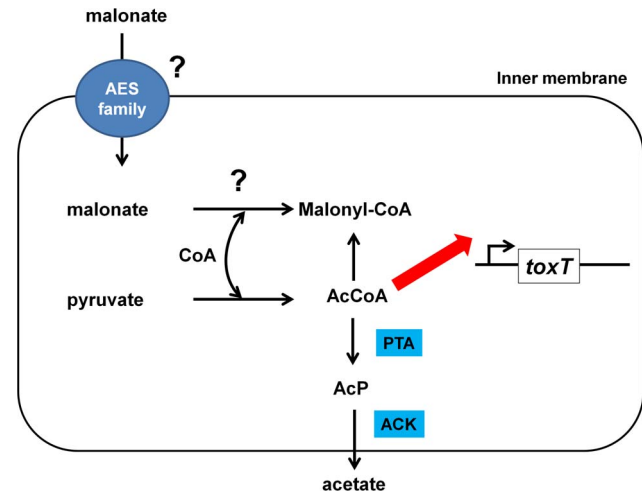 malonate
?
AES
family
Inner membrane
?
malonate
Malonyl-CoA
CoA
toxT
pyruvate
AcCoA
PTA
AcP
ACK
acetate